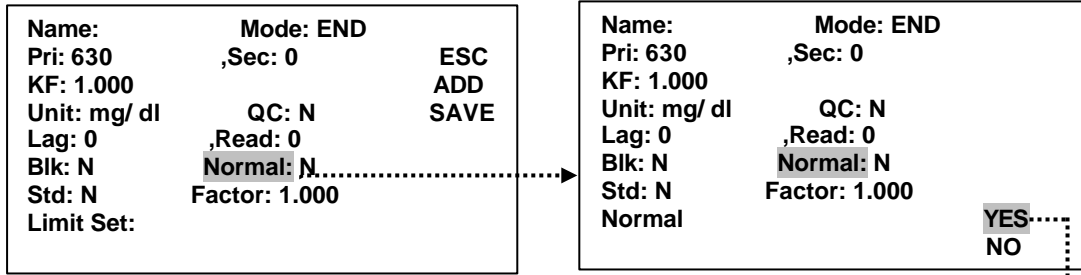 Name: Mode: END
Pri: 630 ,Sec: 0 ESC
KF: 1.000 ADD
Unit: mg/ dl QC: N SAVE
Lag: 0 ,Read: 0
Blk: N Normal: N
Std: N Factor: 1.000
Limit Set:
Name: Mode: END
Pri: 630 ,Sec: 0
KF: 1.000
Unit: mg/ dl QC: N
Lag: 0 ,Read: 0
Blk: N Normal: N
Std: N Factor: 1.000
Normal YES
NO